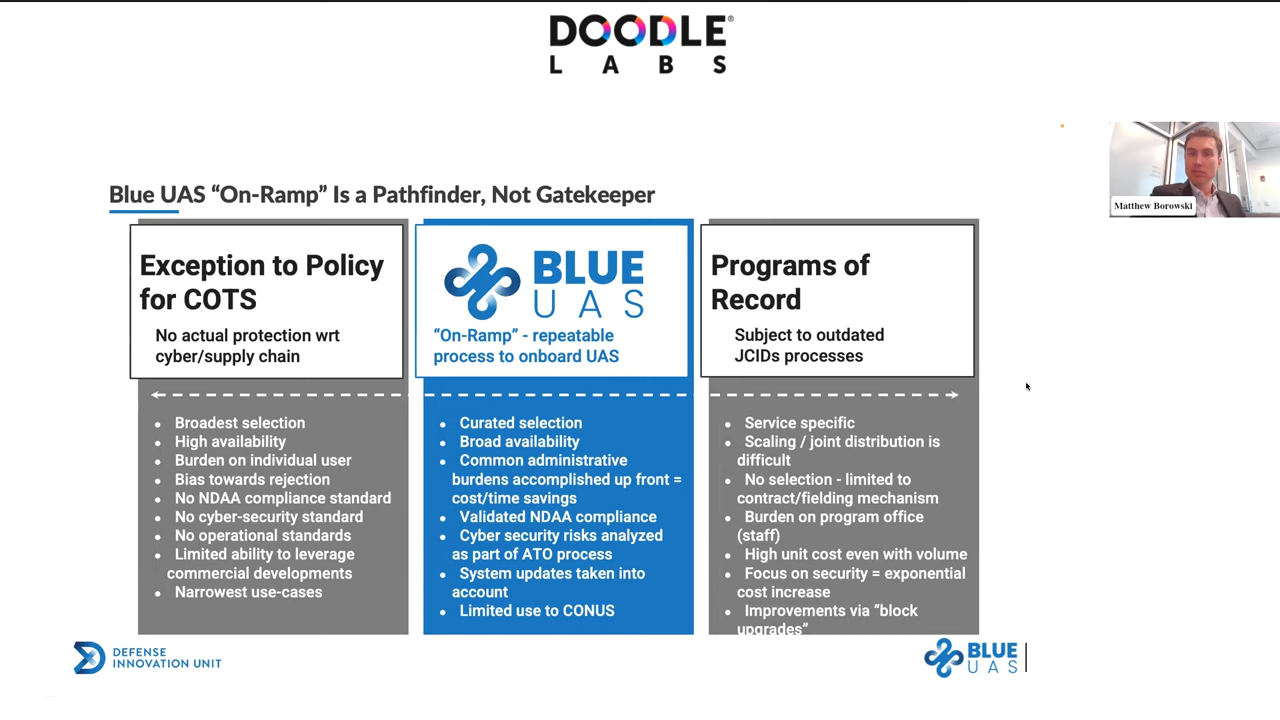 DOODLE®
LABS
Matthew Borowski
Blue UAS “On-Ramp” Is a Pathfinder, Not Gatekeeper
Exception to Policy
for COTS
No actual protection wrt
cyber/supply chain
• Broadest selection
• High availability
• Burden on individual user
• Bias towards rejection
• No NDAA compliance standard
• No cyber-security standard
• No operational standards
• Limited ability to leverage
commercial developments
• Narrowest use-cases
BLUE
UAS
“On-Ramp” - repeatable
process to onboard UAS
• Curated selection
• Broad availability
• Common administrative
burdens accomplished up front =
cost/time savings
• Validated NDAA compliance
• Cyber security risks analyzed
as part of ATO process
• System updates taken into
account
• Limited use to CONUS
Programs of
Record
Subject to outdated
JCIDs processes
• Service specific
• Scaling / joint distribution is
difficult
• No selection - limited to
contract/fielding mechanism
• Burden on program office
(staff)
• High unit cost even with volume
• Focus on security = exponential
cost increase
• Improvements via “block
upgrades”
DEFENSE
INNOVATION UNIT
BLUE
UAS